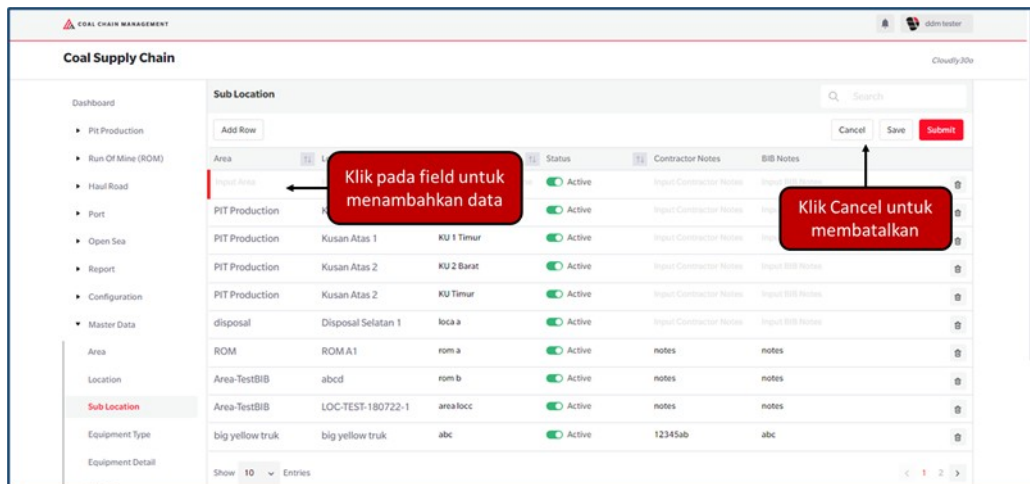 COAL CHAIN MANAGEMENT
ddm tester
Coal Supply Chain
Cloudly30o
Dashboard
Pit Production
Run Of Mine (ROM)
Haul Road
Port
Open Sea
Report
Configuration
Master Data
Area
Location
Sub Location
Equipment Type
Equipment Detail
Sub Location
Search
Add Row
Cancel Save Submit
Area Status Contractor Notes BIB Notes
Input Area Active Input Contractor Notes
PIT Production Active Input Contractor Notes
PIT Production Kusan Atas 1 KU 1 Timur Active Input Contractor Notes
PIT Production Kusan Atas 2 KU 2 Barat Active Input Contractor Notes Input BIB Notes
PIT Production Kusan Atas 2 KU Timur Active Input Contractor Notes Input BIB Notes
disposal Disposal Selatan 1 loca a Active Input Contractor Notes Input BIB Notes
ROM ROM A1 rom a Active notes notes
Area-TestBIB abcd rom b Active notes notes
Area-TestBIB LOC-TEST-180722-1 area locc Active notes notes
big yellow truk big yellow truk abc Active 12345ab abc
Klik pada field untuk
menambahkan data
Klik Cancel untuk
membatalkan
Show 10 Entries
1 2